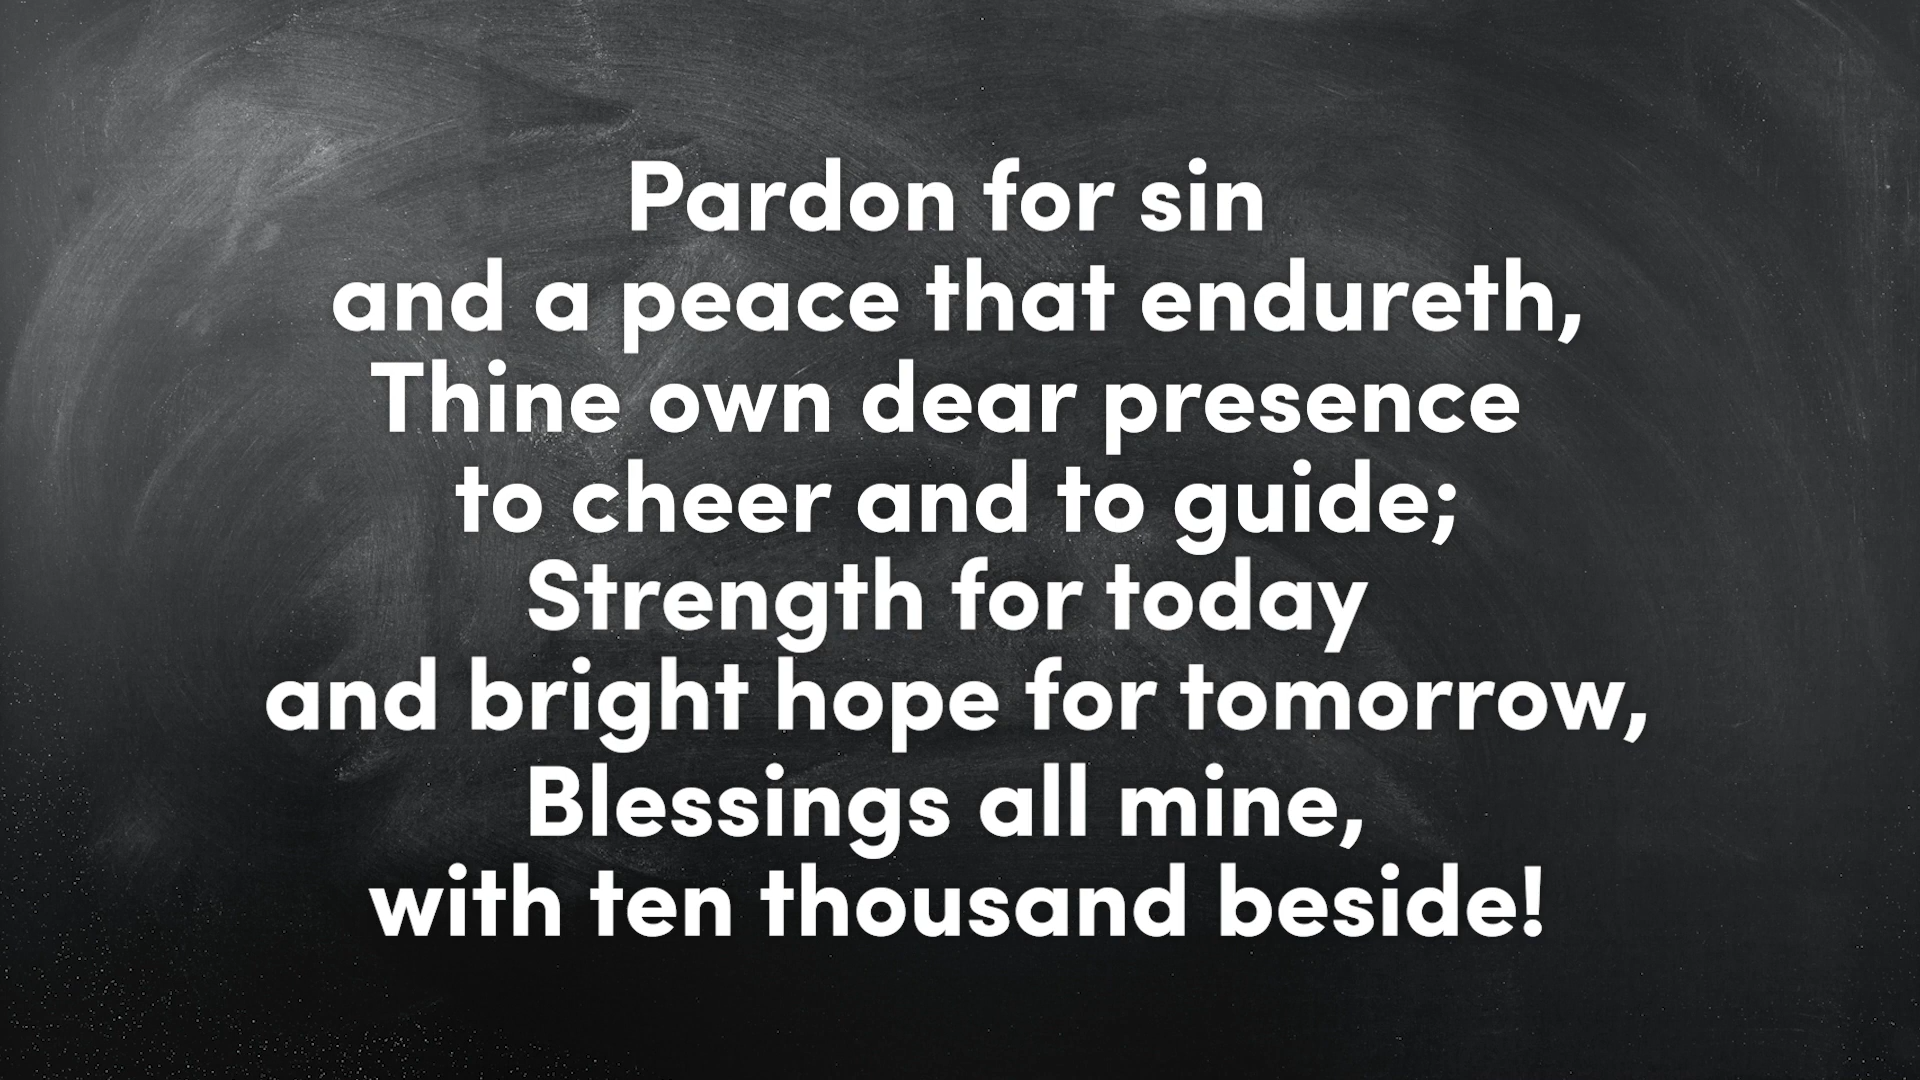 Pardon for sin
and a peace that endureth,
Thine own dear presence
to cheer and to guide;
Strength for today
and bright hope for tomorrow,
Blessings all mine,
with ten thousand beside!